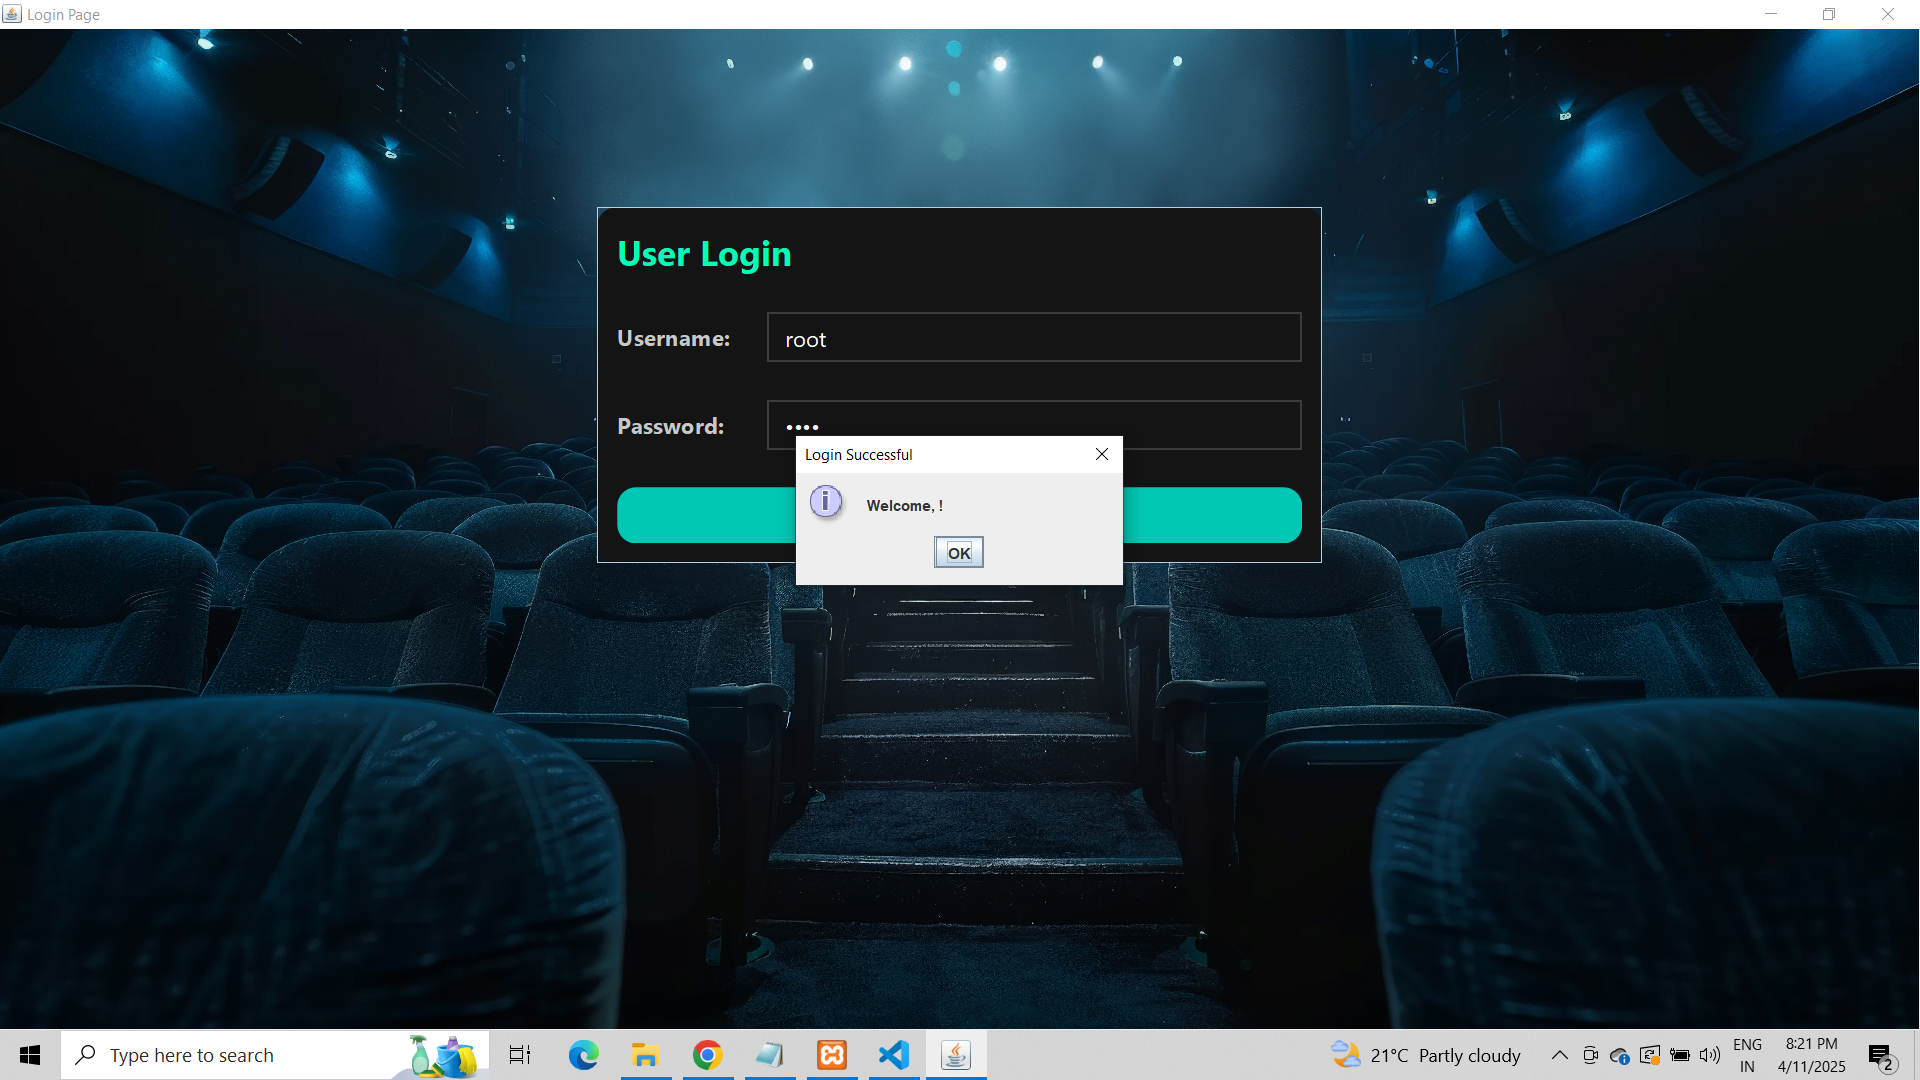 Login Page
User Login
Username:
root
Password:
••••
Login Successful
i
Welcome, !
OK
Type here to search
21°C Partly cloudy
ENG
IN
8:21 PM
4/11/2025
2